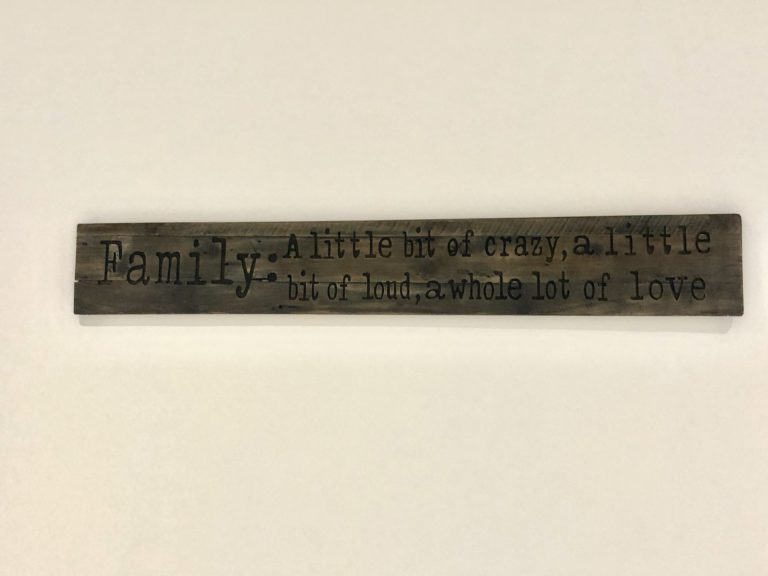 Family: A little bit of crazy, a little
bit of loud, a whole lot of love